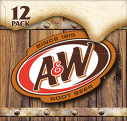 12
PACK
SINCE 1919
A&W
ROOT BEER